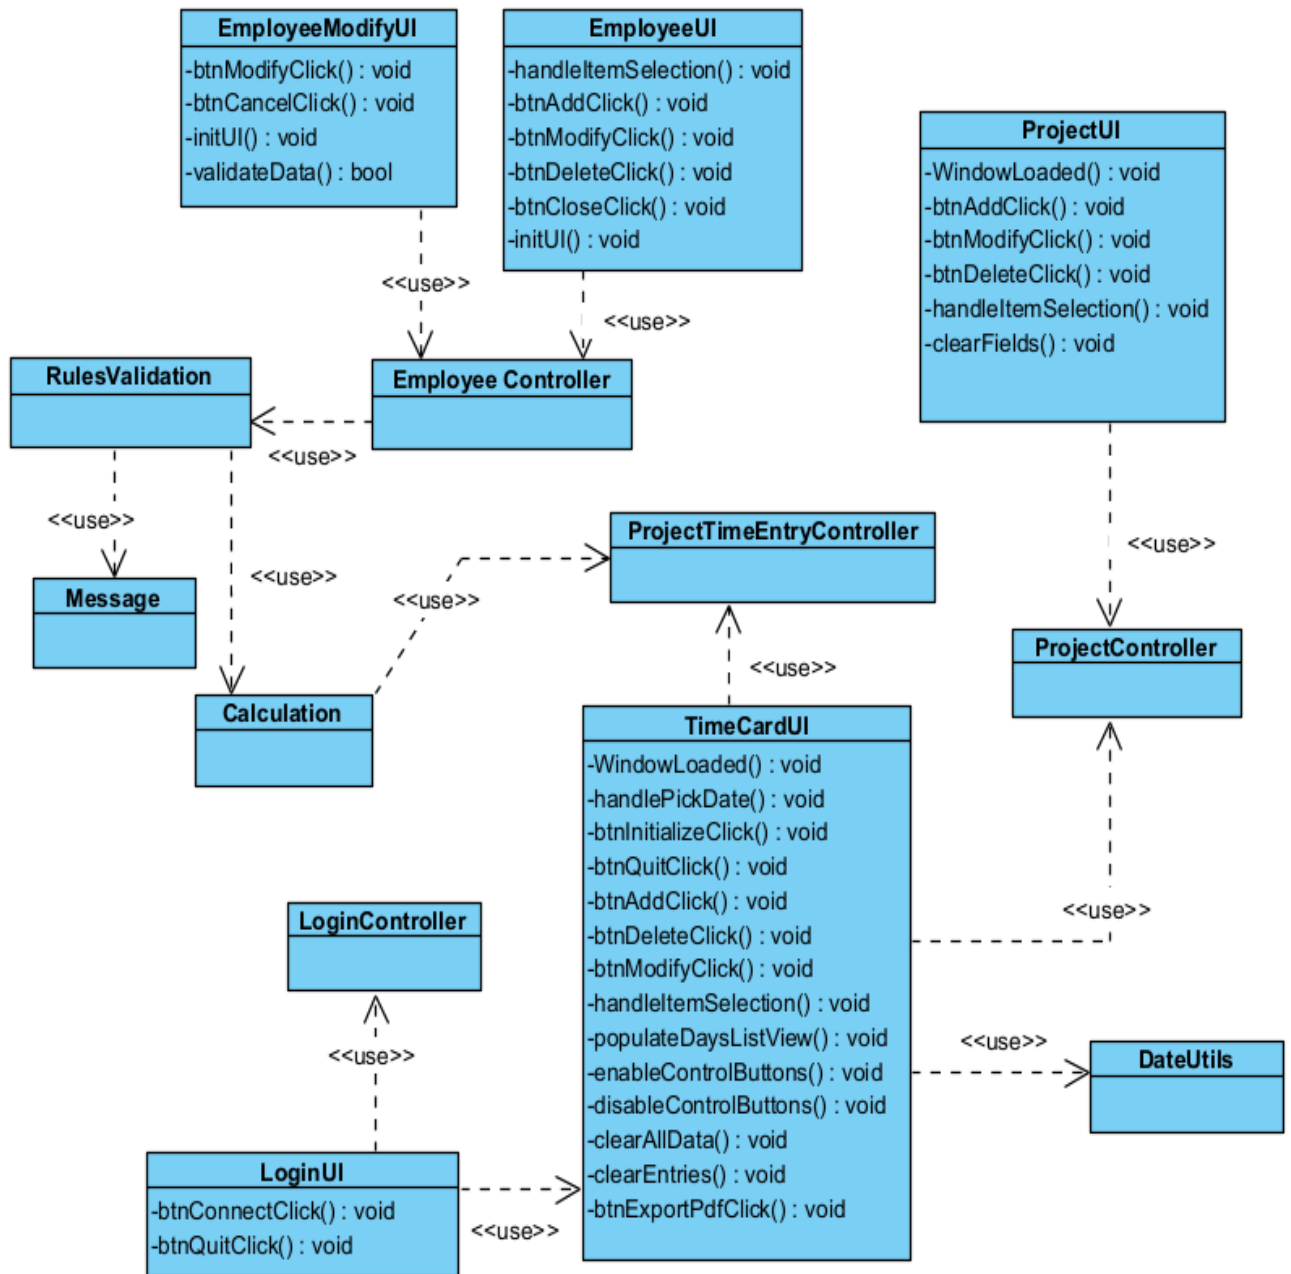 EmployeeModifyUI
-btnModifyClick() : void
-btnCancelClick() : void
-initUI() : void
-validateData() : bool
EmployeeUI
-handleItemSelection() : void
-btnAddClick() : void
-btnModifyClick() : void
-btnDeleteClick() : void
-btnCloseClick() : void
-initUI() : void
ProjectUI
-WindowLoaded() : void
-btnAddClick() : void
-btnModifyClick() : void
-btnDeleteClick() : void
-handleItemSelection() : void
-clearFields() : void
<<use>>
<<use>>
RulesValidation
Employee Controller
<<use>>
<<use>>
<<use>>
ProjectTimeEntryController
<<use>>
Message
<<use>>
ProjectController
<<use>>
Calculation
TimeCardUI
-WindowLoaded() : void
-handlePickDate() : void
-btnInitializeClick() : void
-btnQuitClick() : void
-btnAddClick() : void
-btnDeleteClick() : void
-btnModifyClick() : void
-handleItemSelection() : void
-populateDaysListView() : void
-enableControlButtons() : void
-disableControlButtons() : void
-clearAllData() : void
-clearEntries() : void
-btnExportPdfClick() : void
<<use>>
LoginController
<<use>>
<<use>>
DateUtils
LoginUI
-btnConnectClick() : void
-btnQuitClick() : void
<<use>>